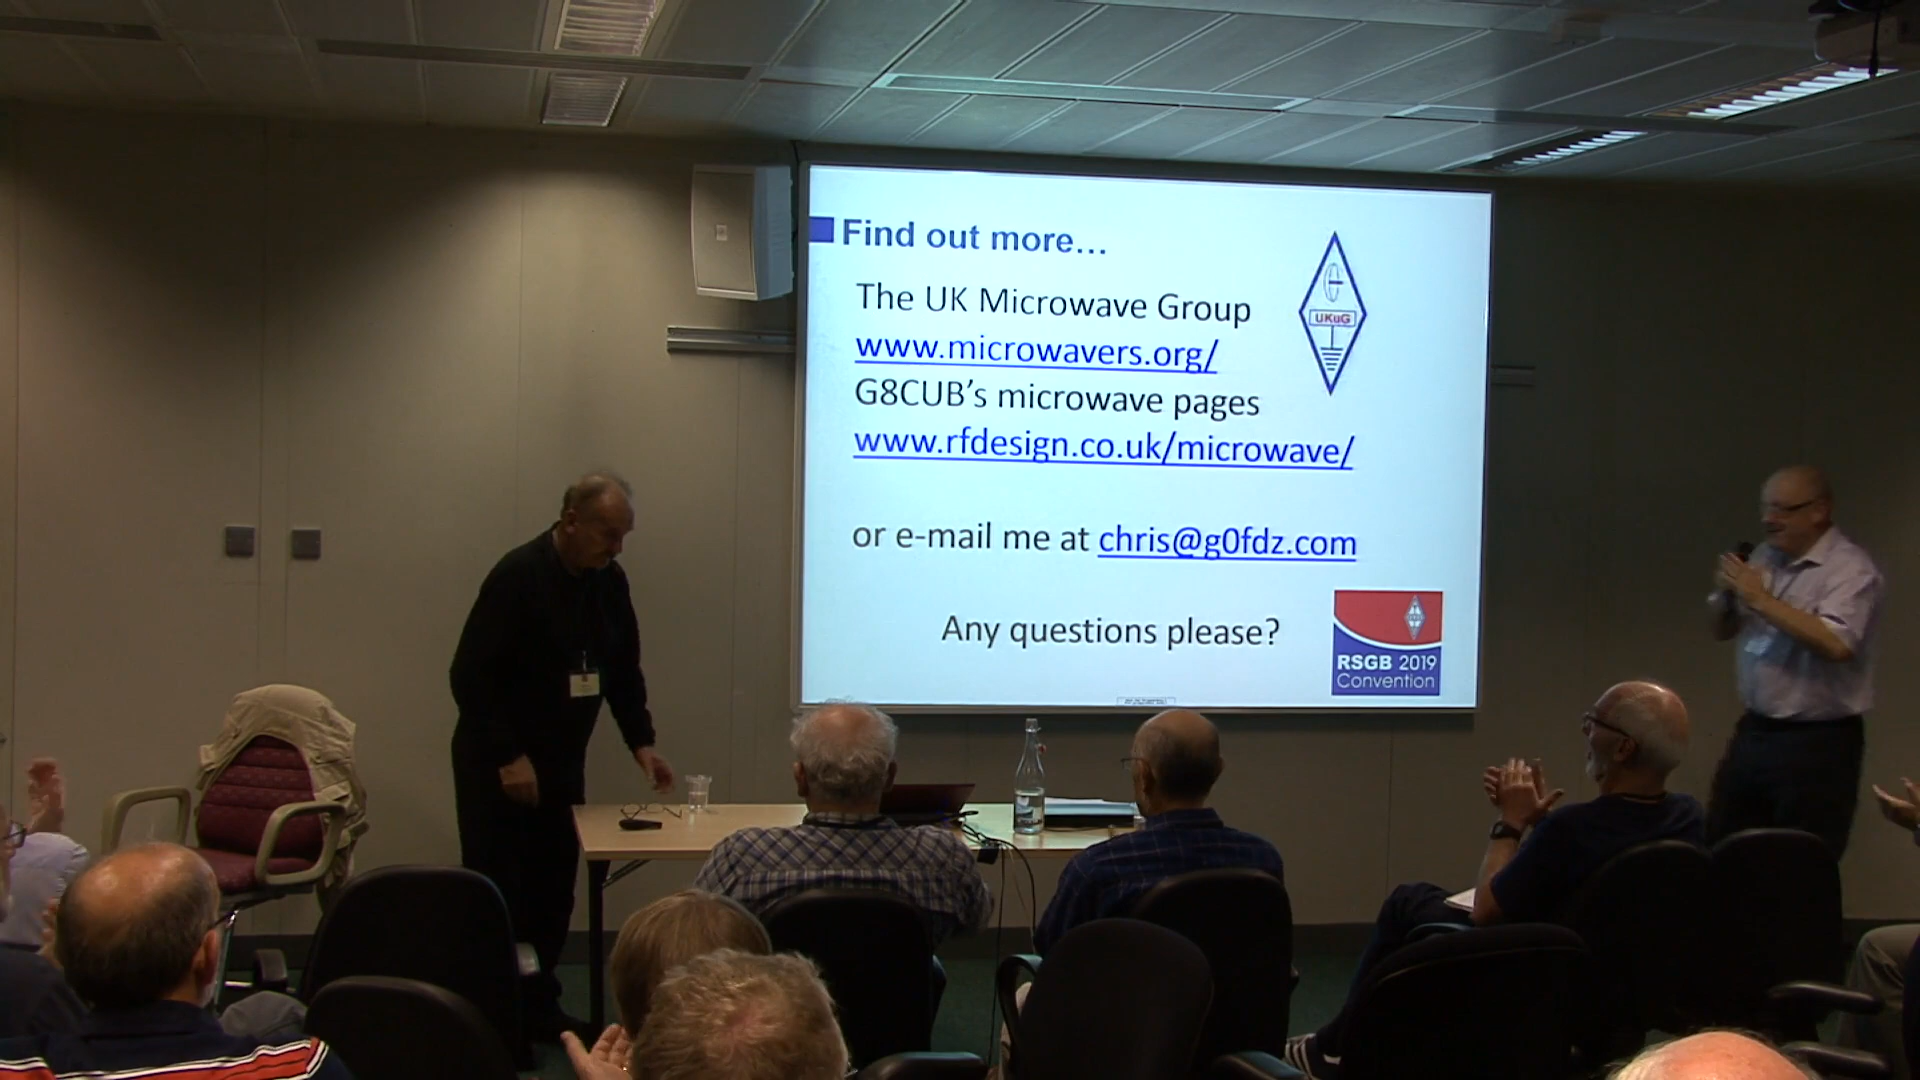 Find out more...
The UK Microwave Group
www.microwavers.org/
UKuG
G8CUB's microwave pages
www.rfdesign.co.uk/microwave/
or e-mail me at chris@g0fdz.com
Any questions please?
RSGB 2019
Convention